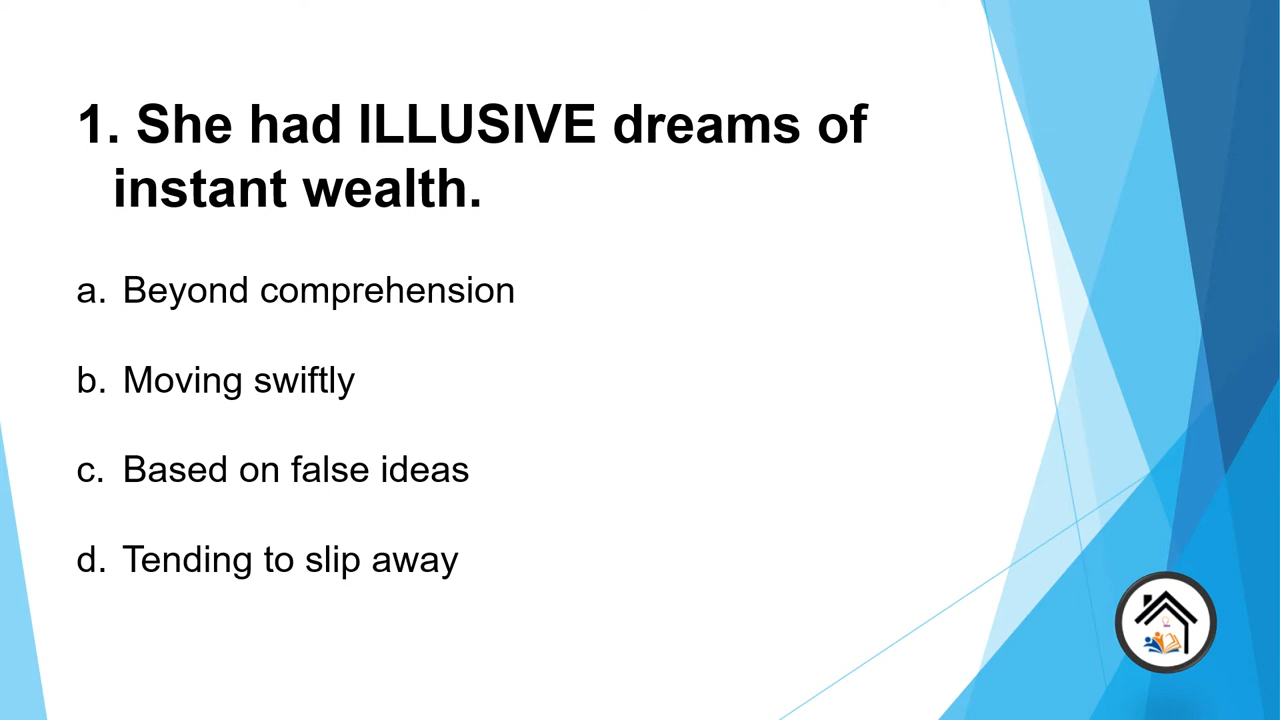 1. She had ILLUSIVE dreams of
instant wealth.
a. Beyond comprehension
b. Moving swiftly
c. Based on false ideas
d. Tending to slip away